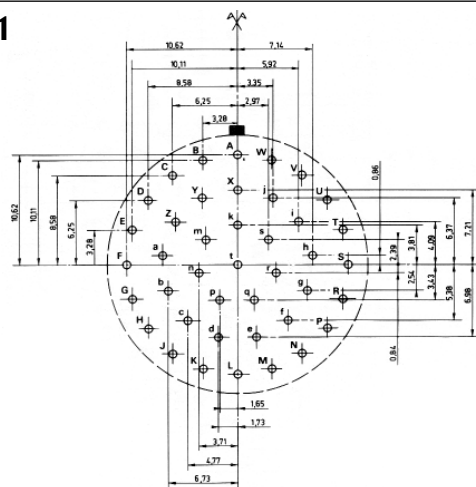 1
A A
10,62 7,14
10,11 5,92
8,58 3,35
6,25 2,97
3,28
A
B W
C V
X
D Y j U
E Z k i T
m s
F a t h S
n r
b g
G p q R
c f
H d e P
J N
K L M
10,62
10,11
8,58
6,25
3,28
0,86
2,39
3,81
4,09
6,37
7,21
2,54
3,43
5,38
6,98
0,84
1,65
1,73
3,71
4,77
6,73